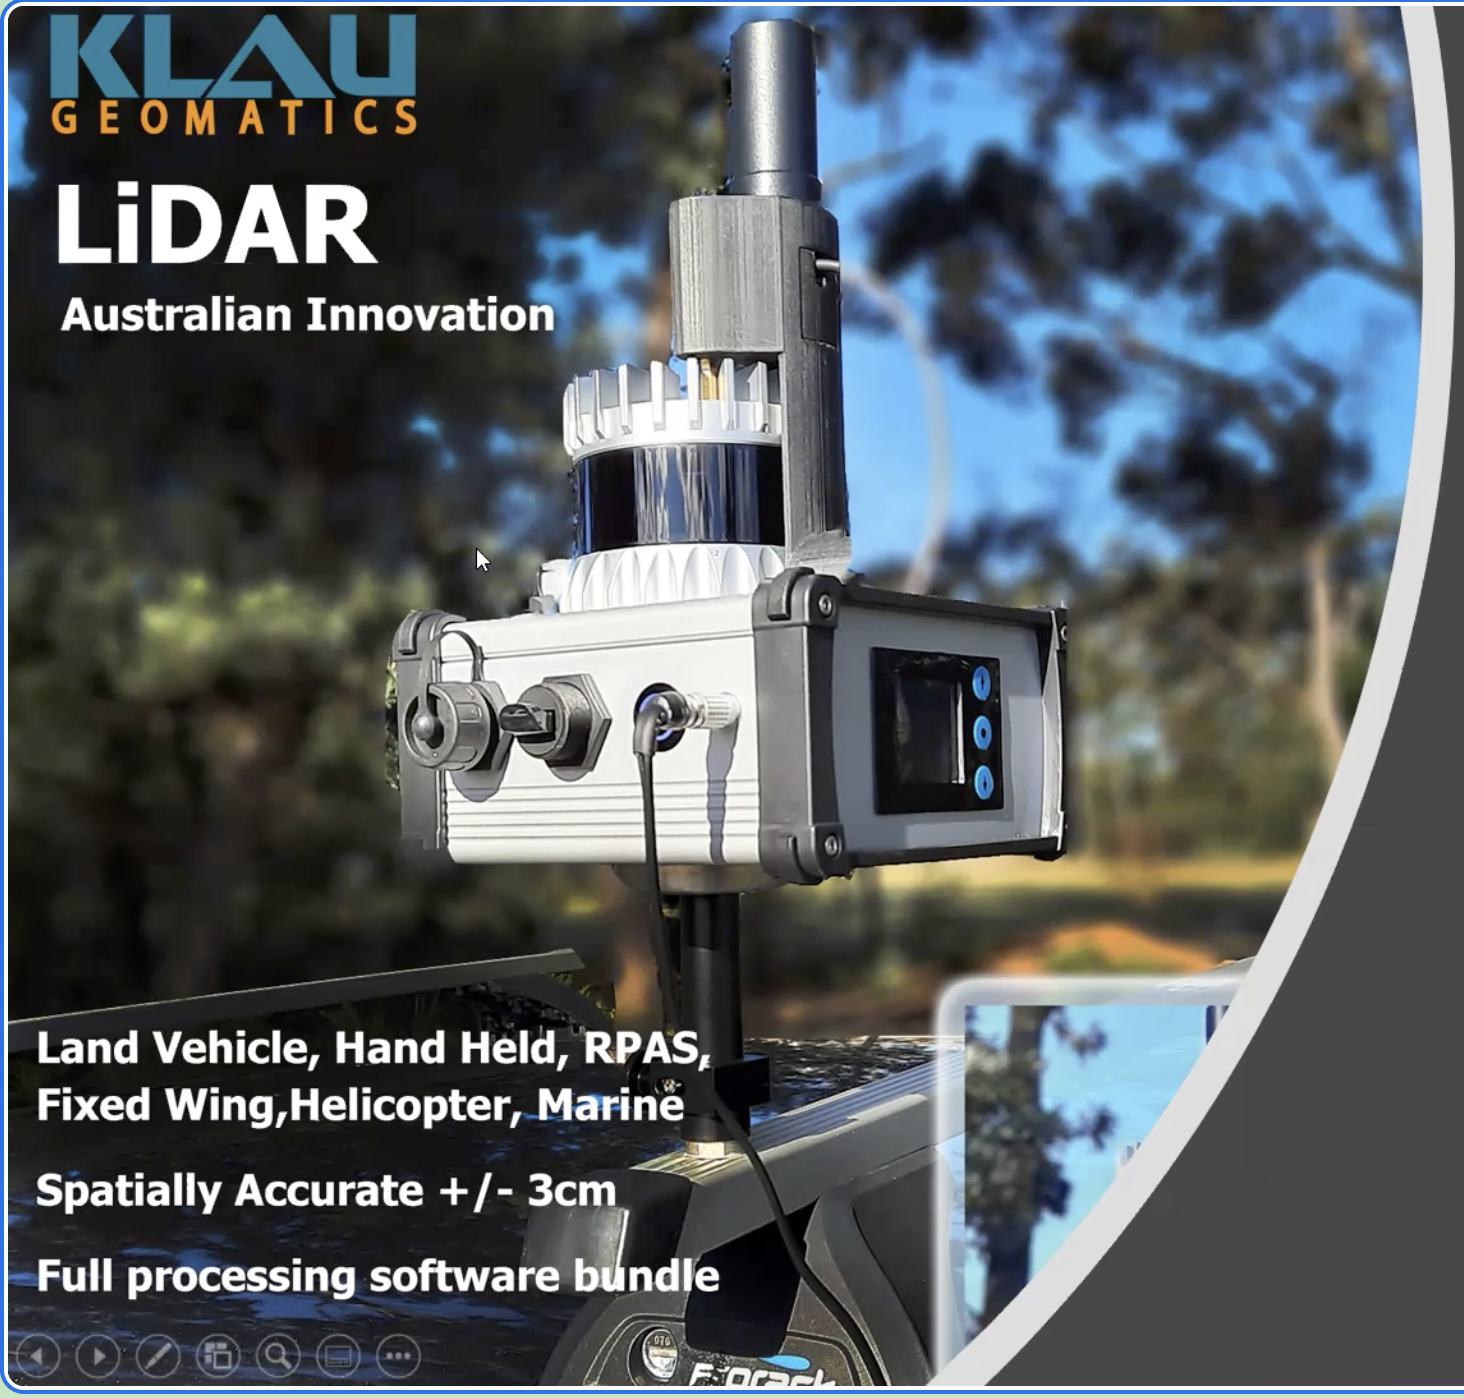 KLAU
GEOMATICS
LiDAR
Australian Innovation
Land Vehicle, Hand Held, RPAS,
Fixed Wing,Helicopter, Marine
Spatially Accurate +/- 3cm
Full processing software bundle
076